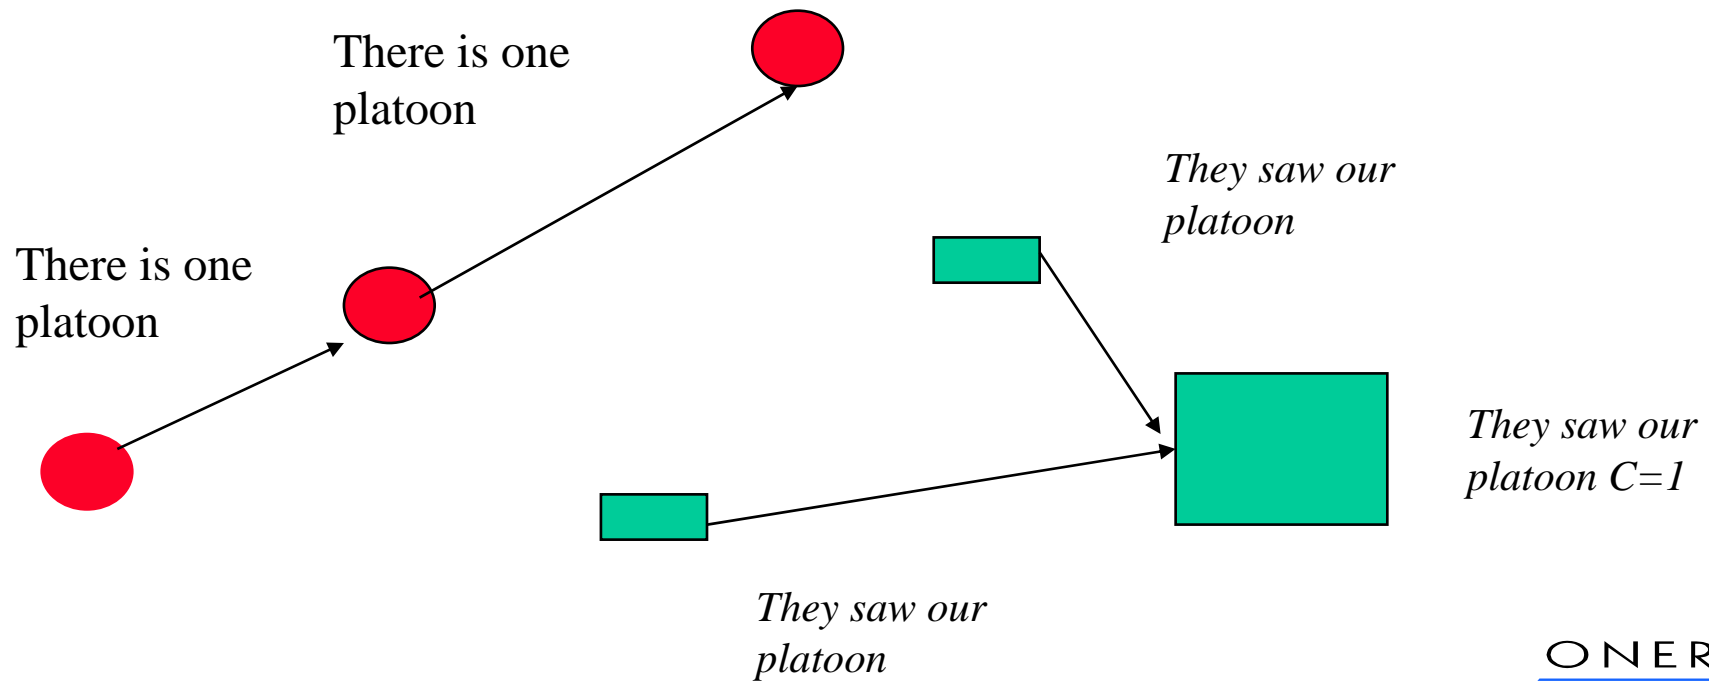 There is one
platoon
They saw our
platoon
There is one
platoon
They saw our
platoon C=1
They saw our
platoon
ONER